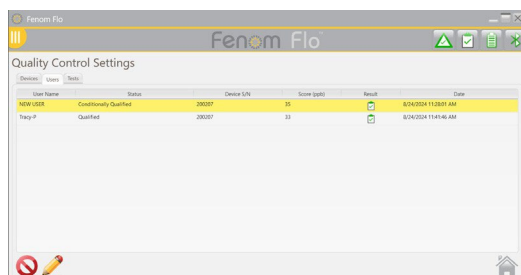 Fenom Flo
Fenom Flo
Quality Control Settings
Devices Users Tests
User Name Status Device S/N Score (ppb) Result Date
NEW USER Conditionally Qualified 200207 35 8/24/2024 11:28:01 AM
Tracy-P Qualified 200207 33 8/24/2024 11:41:46 AM